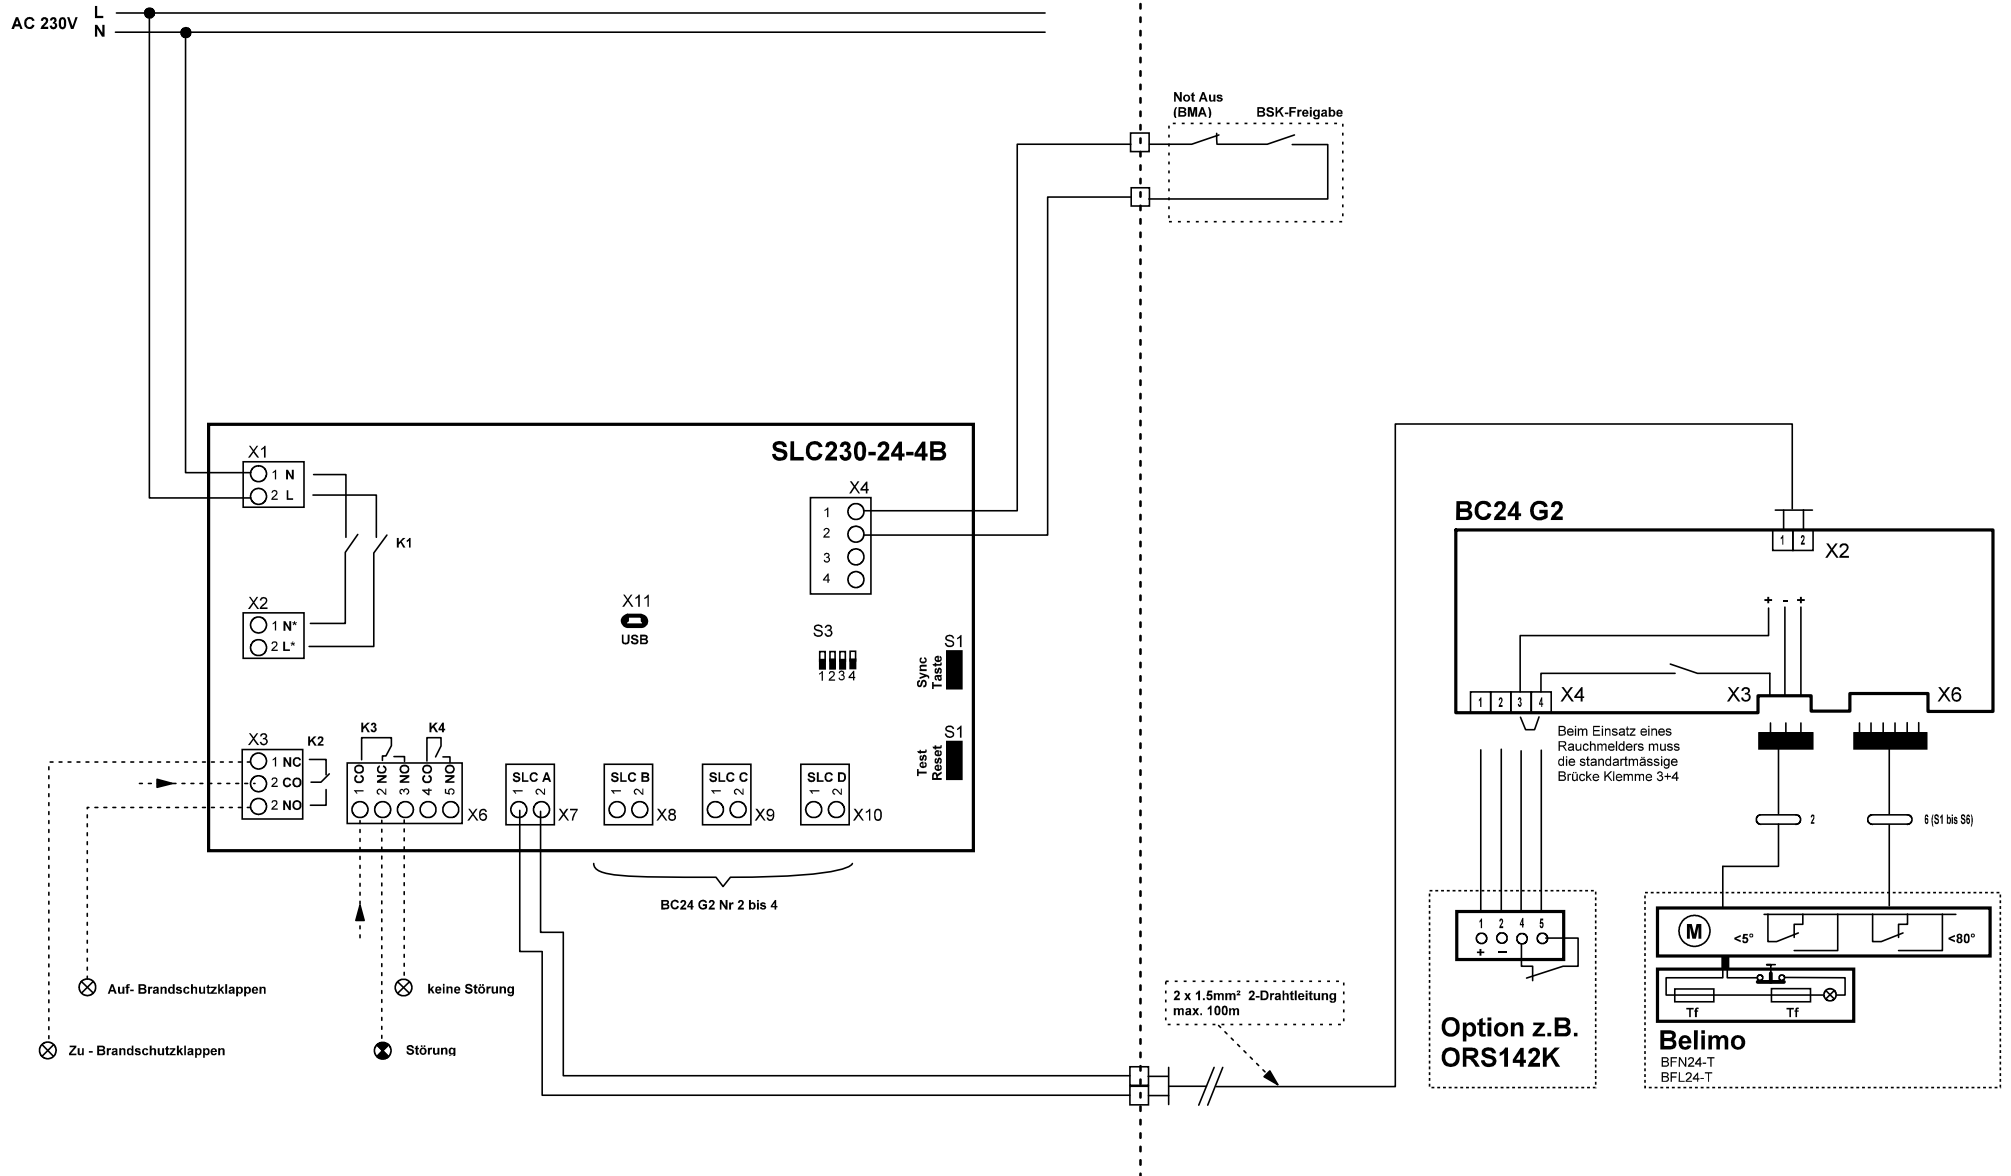 L
AC 230V
N
Not Aus
(BMA)
BSK-Freigabe
SLC230-24-4B
X1
1 N
2 L
K1
X2
1 N*
2 L*
X4
1
2
3
4
X11
USB
S3
1 2 3 4
S1
Sync
Taste
S1
Test
Reset
X3
K2
1 NC
2 CO
2 NO
K3
K4
1 CO
2 NC
3 NO
4 CO
5 NO
X6
SLC A
1 2
X7
SLC B
1 2
X8
SLC C
1 2
X9
SLC D
1 2
X10
BC24 G2 Nr 2 bis 4
Auf- Brandschutzklappen
Zu - Brandschutzklappen
keine Störung
Störung
2 x 1.5mm² 2-Drahtleitung
max. 100m
BC24 G2
1 2
X2
+ - +
1 2 3 4
X4
X3
X6
Beim Einsatz eines
Rauchmelders muss
die standartmässige
Brücke Klemme 3+4
2
6 (S1 bis S6)
1 2 4 5
+ –
Option z.B.
ORS142K
M
<5°
<80°
Tf
Tf
Belimo
BFN24-T
BFL24-T